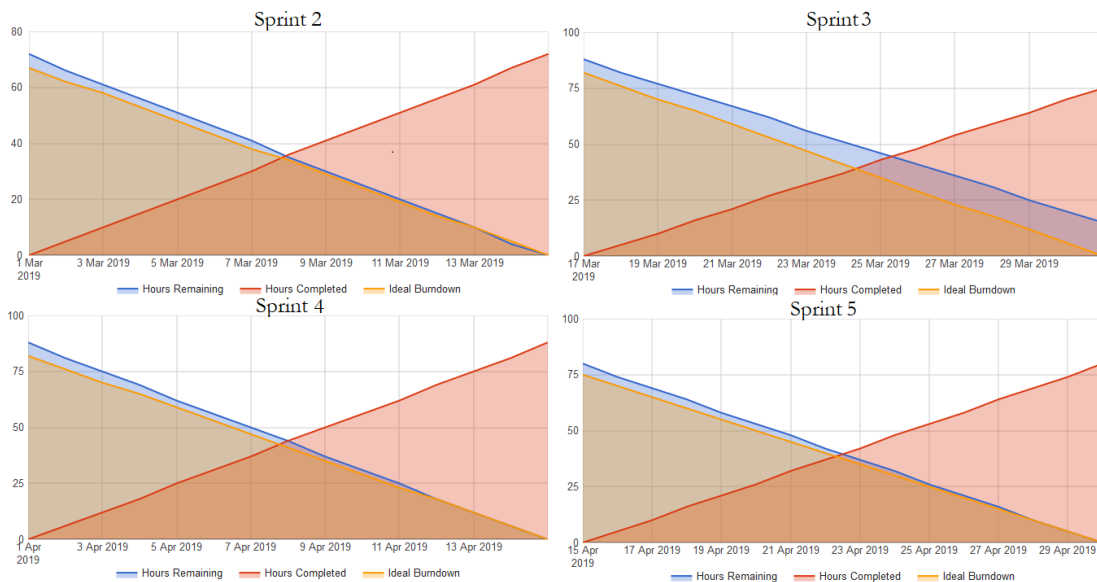 Sprint 2
80
60
40
20
0
1 Mar
2019
3 Mar 2019
5 Mar 2019
7 Mar 2019
9 Mar 2019
11 Mar 2019
13 Mar 2019
Hours Remaining
Hours Completed
Ideal Burndown
Sprint 3
100
75
50
25
0
17 Mar
2019
19 Mar 2019
21 Mar 2019
23 Mar 2019
25 Mar 2019
27 Mar 2019
29 Mar 2019
Hours Remaining
Hours Completed
Ideal Burndown
Sprint 4
100
75
50
25
0
1 Apr
2019
3 Apr 2019
5 Apr 2019
7 Apr 2019
9 Apr 2019
11 Apr 2019
13 Apr 2019
Hours Remaining
Hours Completed
Ideal Burndown
Sprint 5
100
75
50
25
0
15 Apr
2019
17 Apr 2019
19 Apr 2019
21 Apr 2019
23 Apr 2019
25 Apr 2019
27 Apr 2019
29 Apr 2019
Hours Remaining
Hours Completed
Ideal Burndown